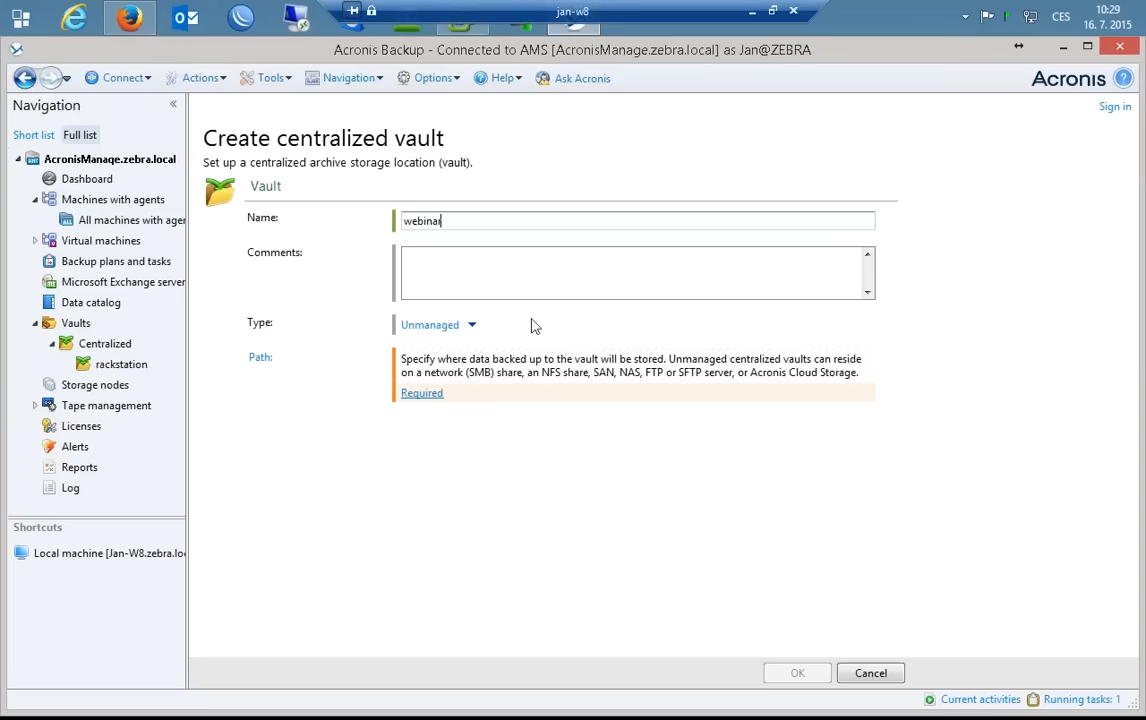 jan-w8
CES
10:29
16. 7. 2015
Acronis Backup - Connected to AMS [AcronisManage.zebra.local] as Jan@ZEBRA
Connect
Actions
Tools
Navigation
Options
Help
Ask Acronis
Acronis
Navigation
Sign in
Short list
Full list
Create centralized vault
Set up a centralized archive storage location (vault).
AcronisManage.zebra.local
Dashboard
Machines with agents
All machines with ager
Virtual machines
Backup plans and tasks
Microsoft Exchange server
Data catalog
Vaults
Centralized
rackstation
Storage nodes
Tape management
Licenses
Alerts
Reports
Log
Vault
Name:
webinar
Comments:
Type:
Unmanaged
Path:
Specify where data backed up to the vault will be stored. Unmanaged centralized vaults can reside
on a network (SMB) share, an NFS share, SAN, NAS, FTP or SFTP server, or Acronis Cloud Storage.
Required
Shortcuts
Local machine [Jan-W8.zebra.lo
OK
Cancel
Current activities
Running tasks: 1